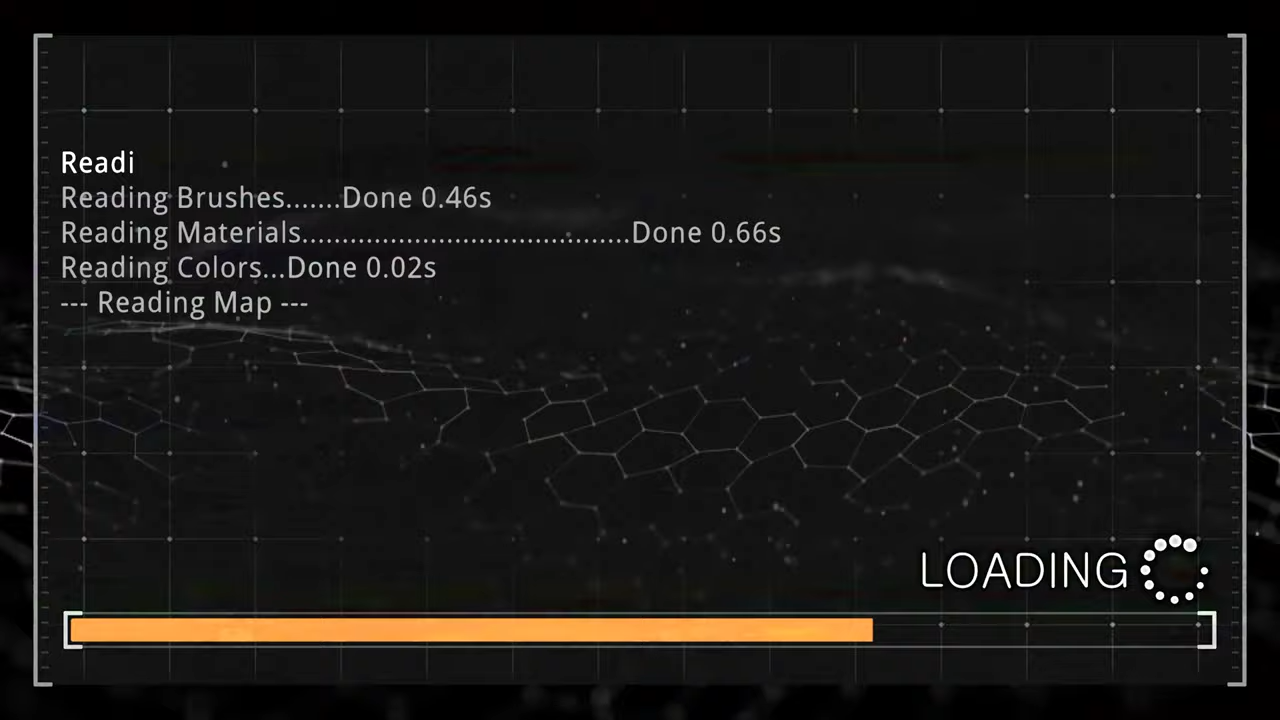 Readi
Reading Brushes.......Done 0.46s
Reading Materials.........................................Done 0.66s
Reading Colors...Done 0.02s
--- Reading Map ---
LOADING